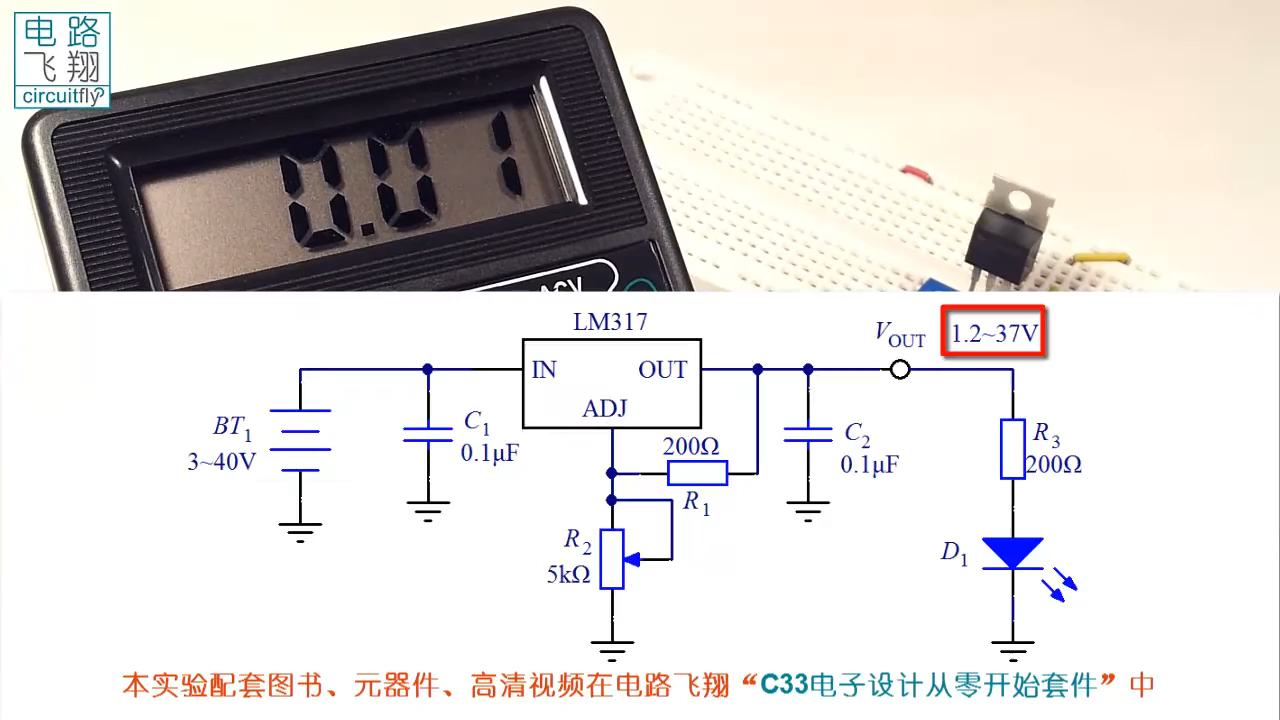 电路
飞翔
circuitfly
0.01
LM317
V OUT 1.2~37V
IN OUT
ADJ
BT1
3~40V
C1
0.1μF
200Ω
R1
C2
0.1μF
R3
200Ω
R2
5kΩ
D1
本实验配套图书、元器件、高清视频在电路飞翔“C33电子设计从零开始套件”中